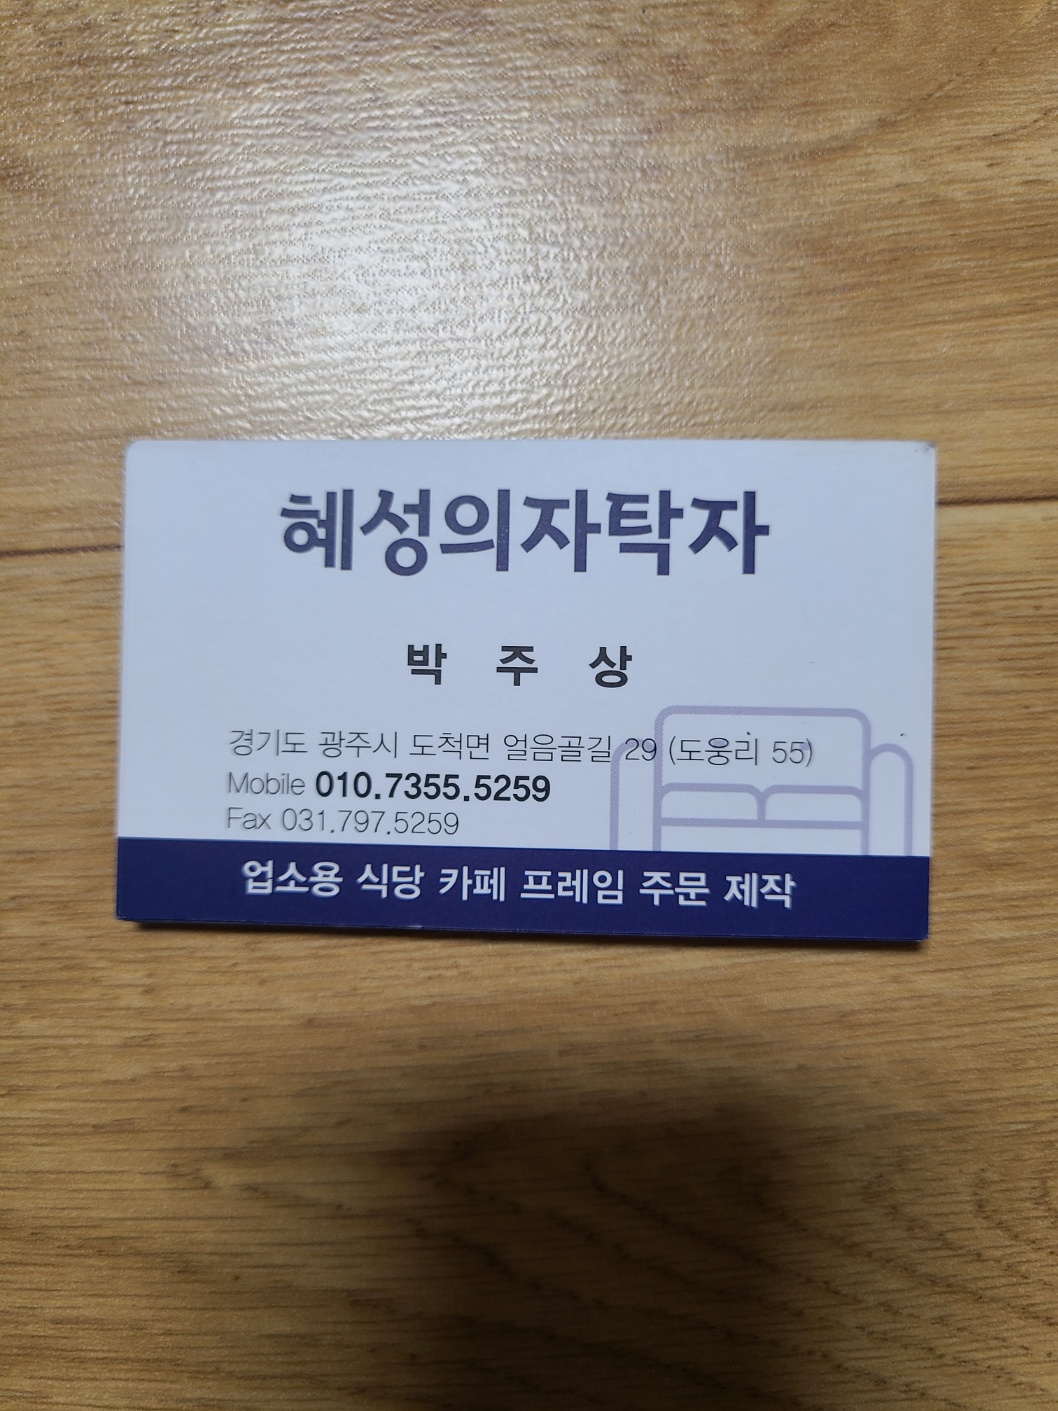 혜성의자탁자
박 주 상
경기도 광주시 도척면 얼음골길 29 (도웅리 55)
Mobile 010.7355.5259
Fax 031.797.5259
업소용 식당 카페 프레임 주문 제작